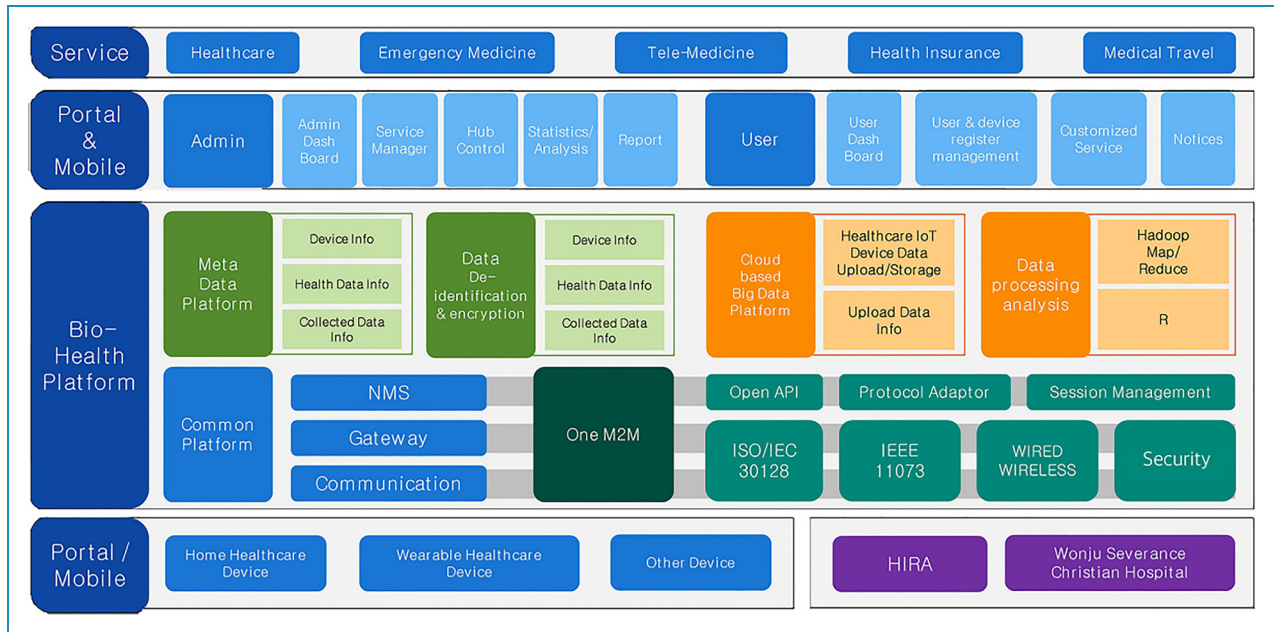 Service
Healthcare
Emergency Medicine
Tele-Medicine
Health Insurance
Medical Travel
Portal
&
Mobile
Admin
Admin
Dash
Board
Service
Manager
Hub
Control
Statistics/
Analysis
Report
User
User
Dash
Board
User & device
register
management
Customized
Service
Notices
Bio-
Health
Platform
Meta
Data
Platform
Device Info
Health Data Info
Collected Data
Info
Data
De-
identification
& encryption
Device Info
Health Data Info
Collected Data
Info
Cloud
based
Big Data
Platform
Healthcare IoT
Device Data
Upload/Storage
Upload Data
Info
Data
processing
analysis
Hadoop
Map/
Reduce
R
Common
Platform
NMS
Gateway
Communication
One M2M
Open API
Protocol Adaptor
Session Management
ISO/IEC
30128
IEEE
11073
WIRED
WIRELESS
Security
Portal /
Mobile
Home Healthcare
Device
Wearable Healthcare
Device
Other Device
HIRA
Wonju Severance
Christian Hospital